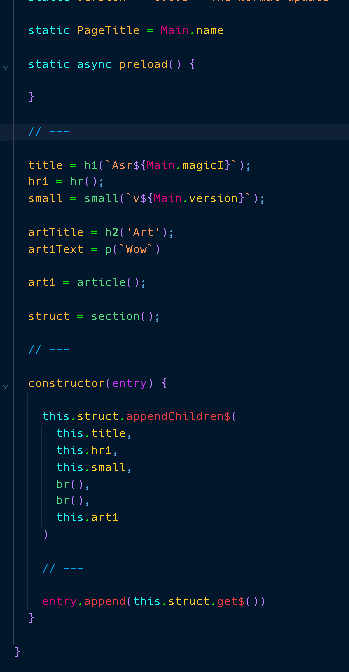 static PageTitle = Main.name
static async preload() {
}
// ---
title = h1(`Asr${Main.magicI}`);
hr1 = hr();
small = small(`v${Main.version}`);
artTitle = h2('Art');
art1Text = p(`Wow`)
art1 = article();
struct = section();
// ---
constructor(entry) {
this.struct.appendChildren$(
this.title,
this.hr1,
this.small,
br(),
br(),
this.art1
)
// ---
entry.append(this.struct.get$())
}
}